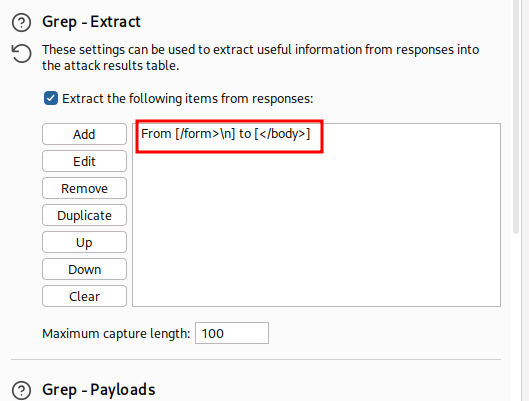 Grep - Extract
These settings can be used to extract useful information from responses into
the attack results table.
Extract the following items from responses:
Add
From [/form>\n] to [</body>]
Edit
Remove
Duplicate
Up
Down
Clear
Maximum capture length: 100
Grep - Payloads